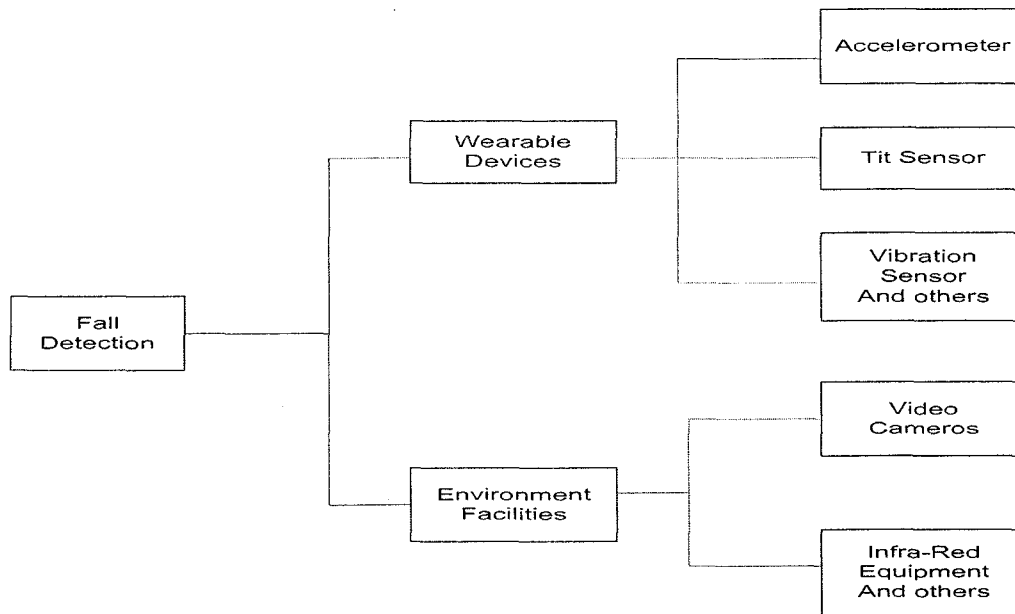 Fall
Detection
Wearable
Devices
Environment
Facilities
Accelerometer
Tit Sensor
Vibration
Sensor
And others
Video
Cameros
Infra-Red
Equipment
And others